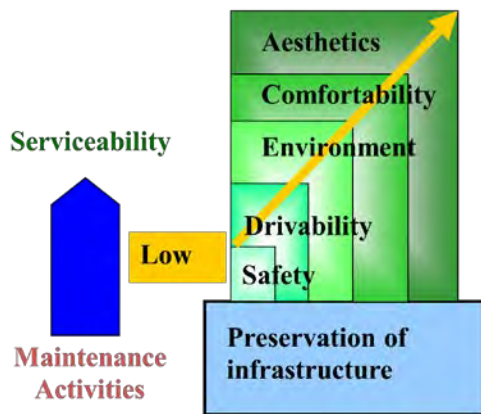 Aesthetics
Comfortability
Serviceability
Environment
Drivability
Low
Safety
Preservation of
infrastructure
Maintenance
Activities